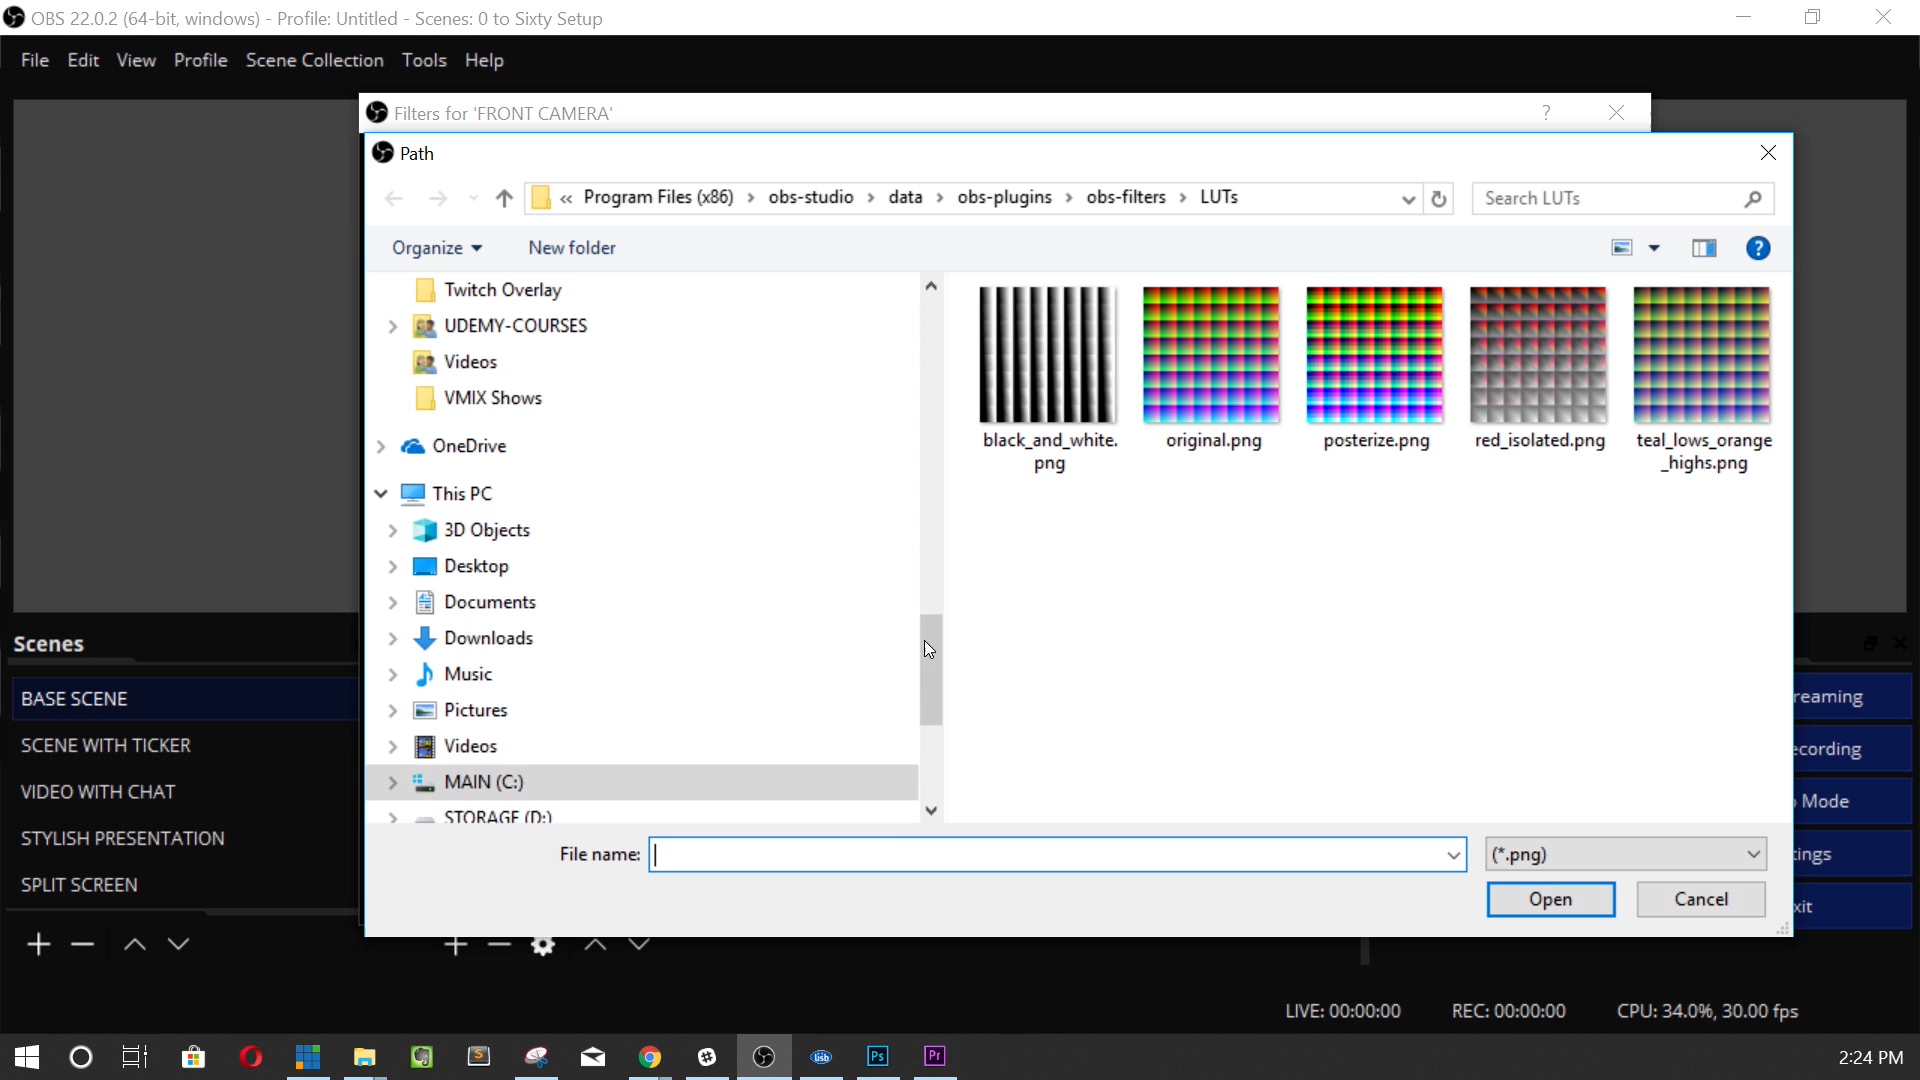 OBS 22.0.2 (64-bit, windows) - Profile: Untitled - Scenes: 0 to Sixty Setup
File Edit View Profile Scene Collection Tools Help
Filters for 'FRONT CAMERA'
?
Path
« Program Files (x86) › obs-studio › data › obs-plugins › obs-filters › LUTs
Search LUTs
Organize New folder
?
Twitch Overlay
UDEMY-COURSES
Videos
VMIX Shows
OneDrive
This PC
3D Objects
Desktop
Documents
Downloads
Music
Pictures
Videos
MAIN (C:)
STORAGE (D:)
black_and_white.
png
original.png
posterize.png
red_isolated.png
teal_lows_orange
_highs.png
File name:
(*.png)
Open Cancel
Scenes
BASE SCENE
SCENE WITH TICKER
VIDEO WITH CHAT
STYLISH PRESENTATION
SPLIT SCREEN
reaming
ecording
Mode
tings
xit
LIVE: 00:00:00 REC: 00:00:00 CPU: 34.0%, 30.00 fps
S
usb
Ps
Pr
2:24 PM